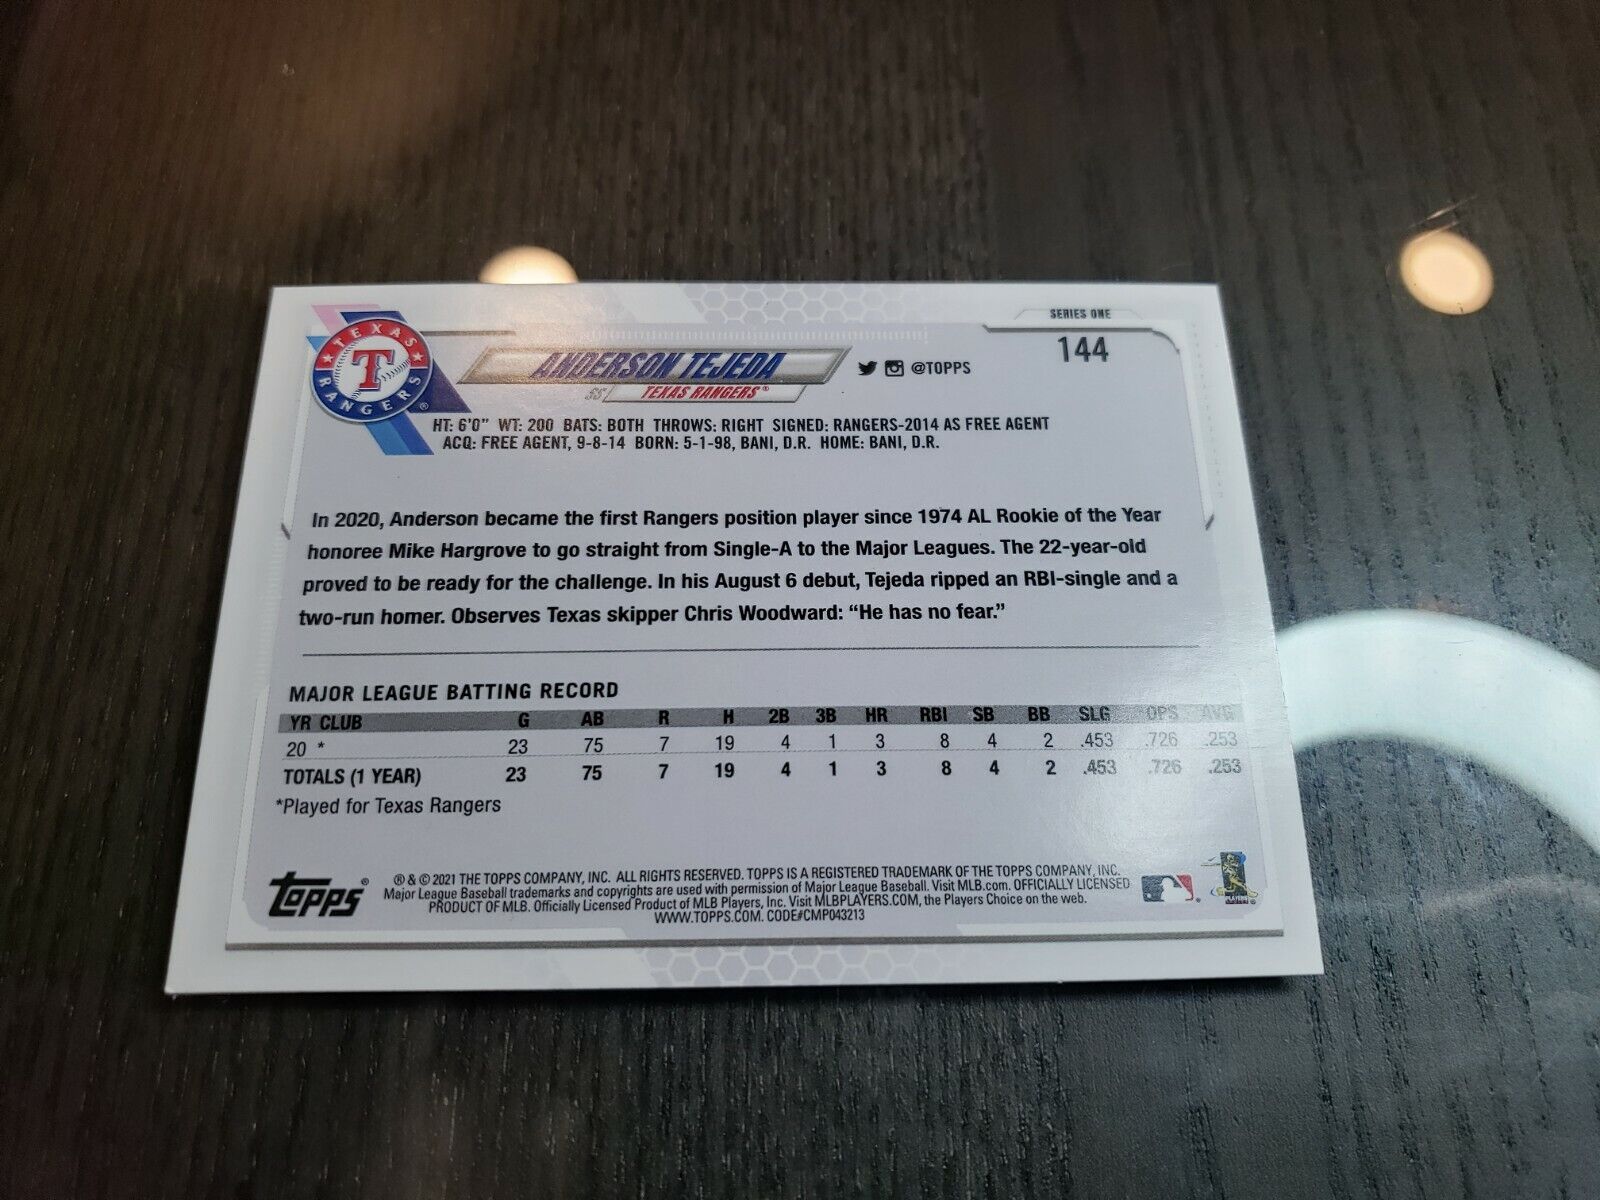 SERIES ONE
144
TEXAS
T
RANGERS®
ANDERSON TEJEDA
@TOPPS
SS TEXAS RANGERS®
HT: 6'0" WT: 200 BATS: BOTH THROWS: RIGHT SIGNED: RANGERS-2014 AS FREE AGENT
ACQ: FREE AGENT, 9-8-14 BORN: 5-1-98, BANI, D.R. HOME: BANI, D.R.
In 2020, Anderson became the first Rangers position player since 1974 AL Rookie of the Year
honoree Mike Hargrove to go straight from Single-A to the Major Leagues. The 22-year-old
proved to be ready for the challenge. In his August 6 debut, Tejeda ripped an RBI-single and a
two-run homer. Observes Texas skipper Chris Woodward: “He has no fear.”
MAJOR LEAGUE BATTING RECORD
YR CLUB G AB R H 2B 3B HR RBI SB BB SLG OPS AVG
20 * 23 75 7 19 4 1 3 8 4 2 .453 .726 .253
TOTALS (1 YEAR) 23 75 7 19 4 1 3 8 4 2 .453 .726 .253
*Played for Texas Rangers
TOPPS®
® & © 2021 THE TOPPS COMPANY, INC. ALL RIGHTS RESERVED. TOPPS IS A REGISTERED TRADEMARK OF THE TOPPS COMPANY, INC.
Major League Baseball trademarks and copyrights are used with permission of Major League Baseball. Visit MLB.com. OFFICIALLY LICENSED
PRODUCT OF MLB. Officially Licensed Product of MLB Players, Inc. Visit MLBPLAYERS.COM, the Players Choice on the web.
WWW.TOPPS.COM. CODE#CMP043213
PLAYERS